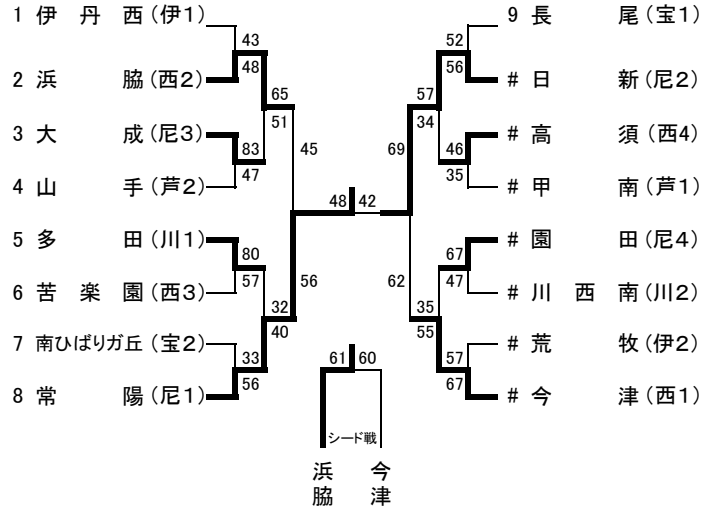 1 伊丹西(伊1)
43
48
2 浜脇(西2)
65
51
3 大成(尼3)
83
47
4 山手(芦2)
45
5 多田(川1)
80
57
6 苦楽園(西3)
32
40
7 南ひばりガ丘(宝2)
33
56
8 常陽(尼1)
56
48 42
9 長尾(宝1)
52
56
# 日新(尼2)
57
34
# 高須(西4)
46
35
# 甲南(芦1)
69
# 園田(尼4)
67
47
# 川西南(川2)
35
55
# 荒牧(伊2)
57
67
# 今津(西1)
62
61 60
シード戦
浜脇
今津